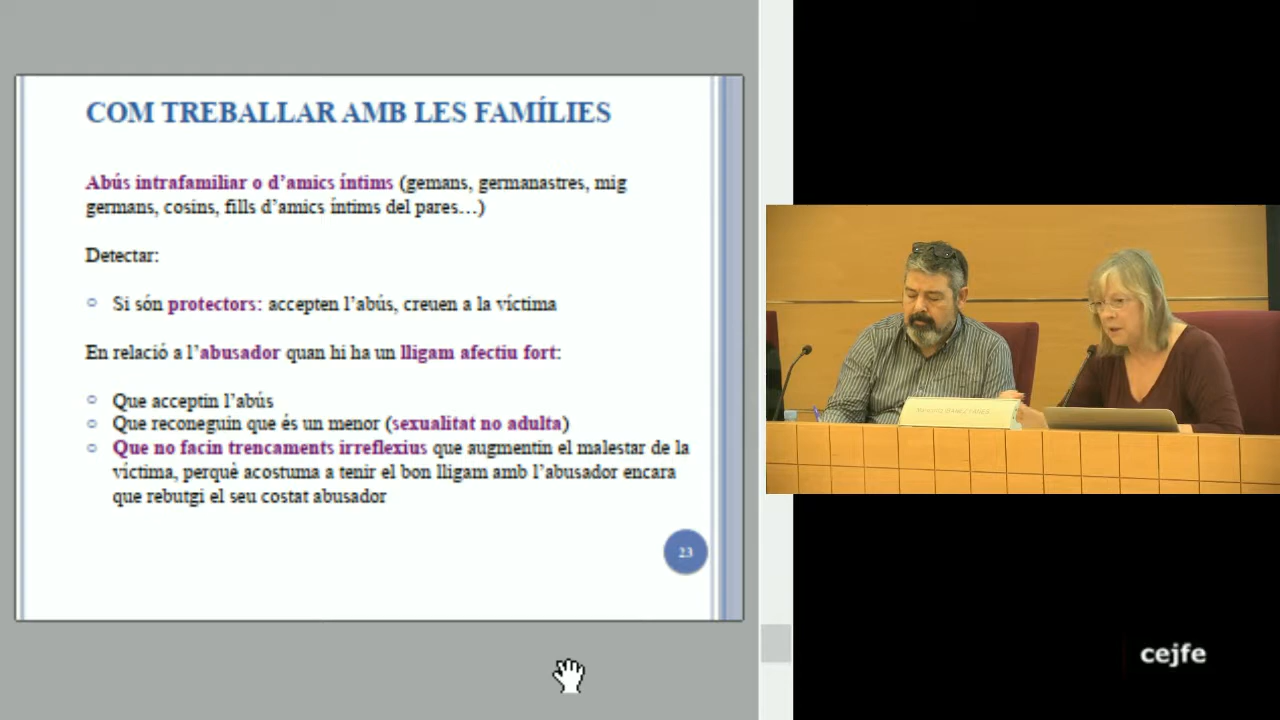 COM TREBALLAR AMB LES FAMÍLIES
Abús intrafamiliar o d’amics íntims (gemans, germanastres, mig
germans, cosins, fills d’amics íntims del pares…)
Detectar:
Si són protectors: accepten l’abús, creuen a la víctima
En relació a l’abusador quan hi ha un lligam afectiu fort:
Que acceptin l’abús
Que reconeguin que és un menor (sexualitat no adulta)
Que no facin trencaments irreflexius que augmentin el malestar de la
víctima, perquè acostuma a tenir el bon lligam amb l’abusador encara
que rebutgi el seu costat abusador
23
cejfe